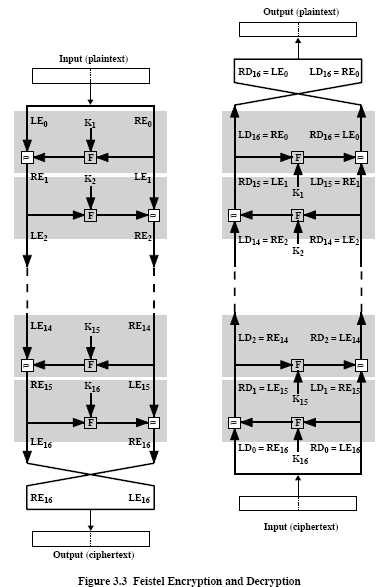 Input (plaintext)
LE0 K1 RE0
F
RE1 K2 LE1
F
LE2 RE2
LE14 K15 RE14
F
RE15 K16 LE15
F
LE16 RE16
RE16 LE16
Output (ciphertext)
Output (plaintext)
RD16 = LE0 LD16 = RE0
LD16 = RE0 RD16 = LE0
F
RD15 = LE1 LD15 = RE1
K1
F
LD14 = RE2 RD14 = LE2
K2
LD2 = RE14 RD2 = LE14
F
RD1 = LE15 LD1 = RE15
K15
F
LD0 = RE16 RD0 = LE16
K16
Input (ciphertext)
Figure 3.3 Feistel Encryption and Decryption